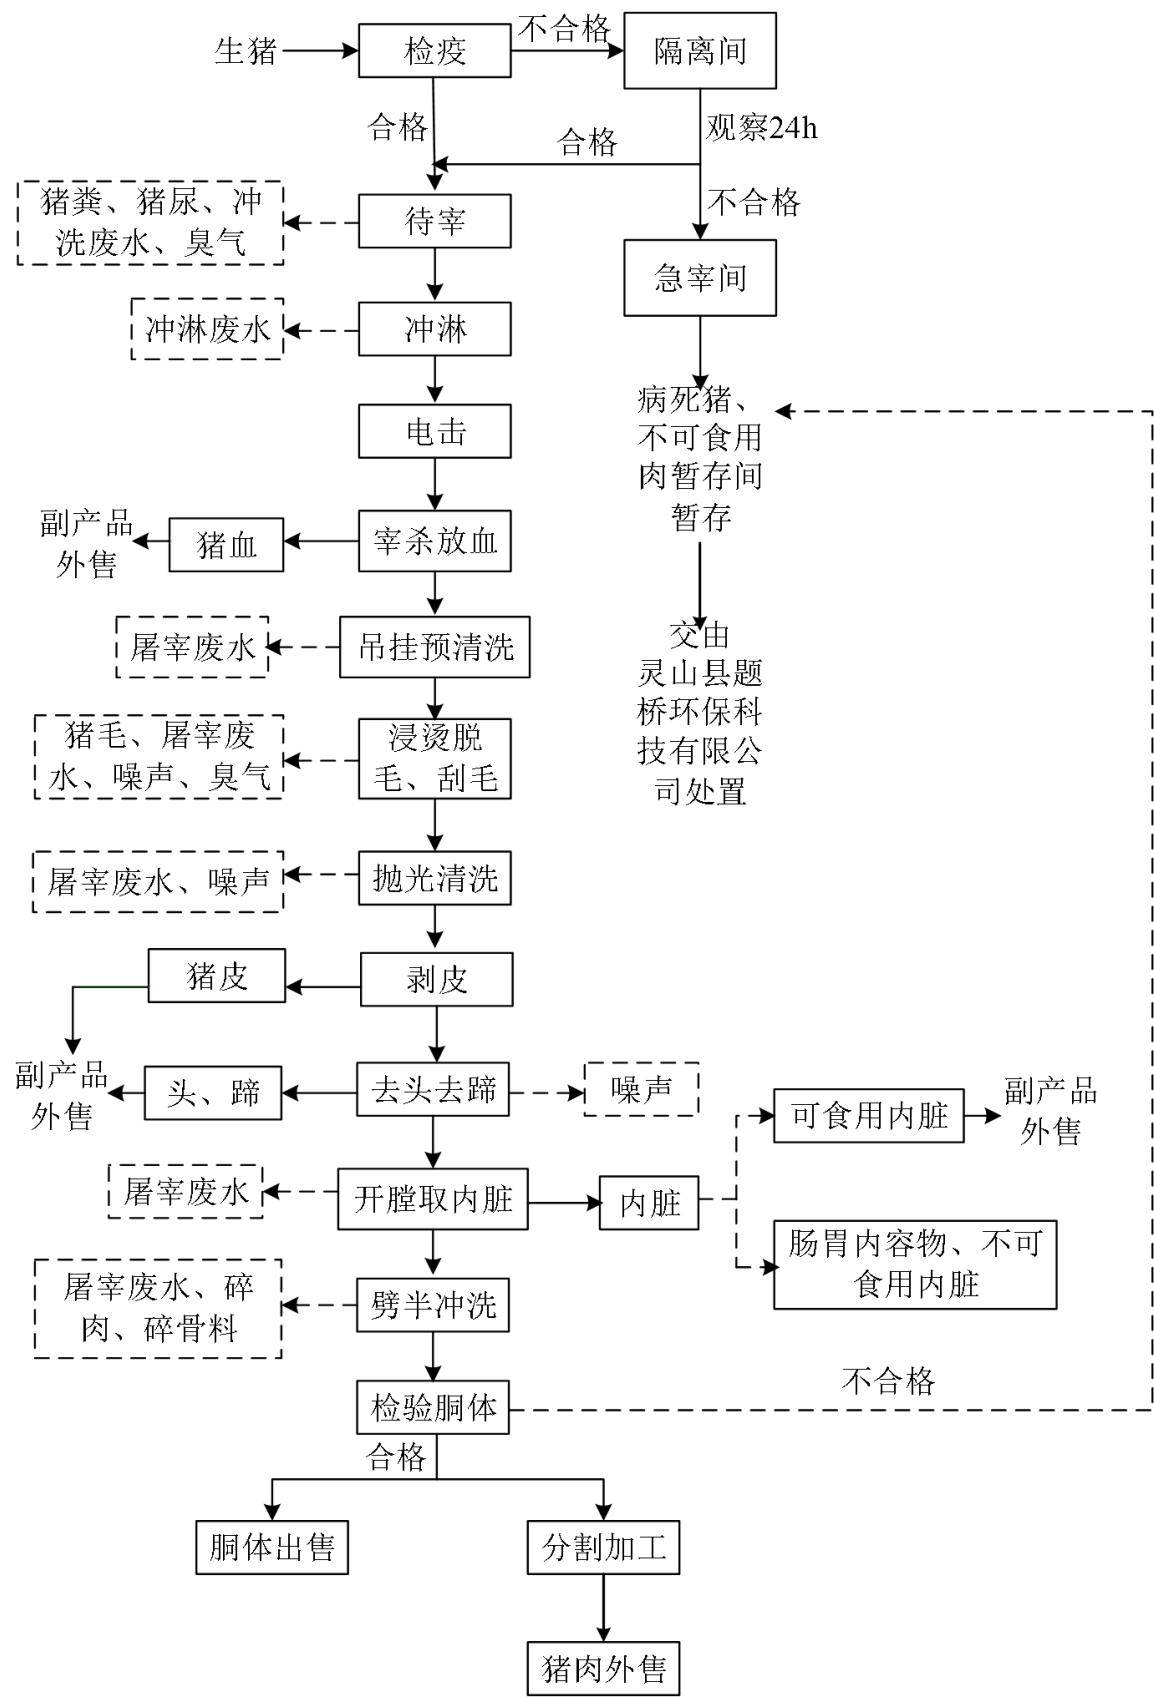 生猪
检疫
不合格
隔离间
合格
观察24h
合格
不合格
猪粪、猪尿、冲
洗废水、臭气
待宰
急宰间
冲淋废水
冲淋
病死猪、
不可食用
肉暂存间
暂存
电击
副产品
外售
猪血
宰杀放血
屠宰废水
吊挂预清洗
交由
灵山县题
桥环保科
技有限公
司处置
猪毛、屠宰废
水、噪声、臭气
浸烫脱
毛、刮毛
屠宰废水、噪声
抛光清洗
猪皮
剥皮
副产品
外售
头、蹄
去头去蹄
噪声
可食用内脏
副产品
外售
屠宰废水
开膛取内脏
内脏
肠胃内容物、不可
食用内脏
屠宰废水、碎
肉、碎骨料
劈半冲洗
检验胴体
不合格
合格
胴体出售
分割加工
猪肉外售